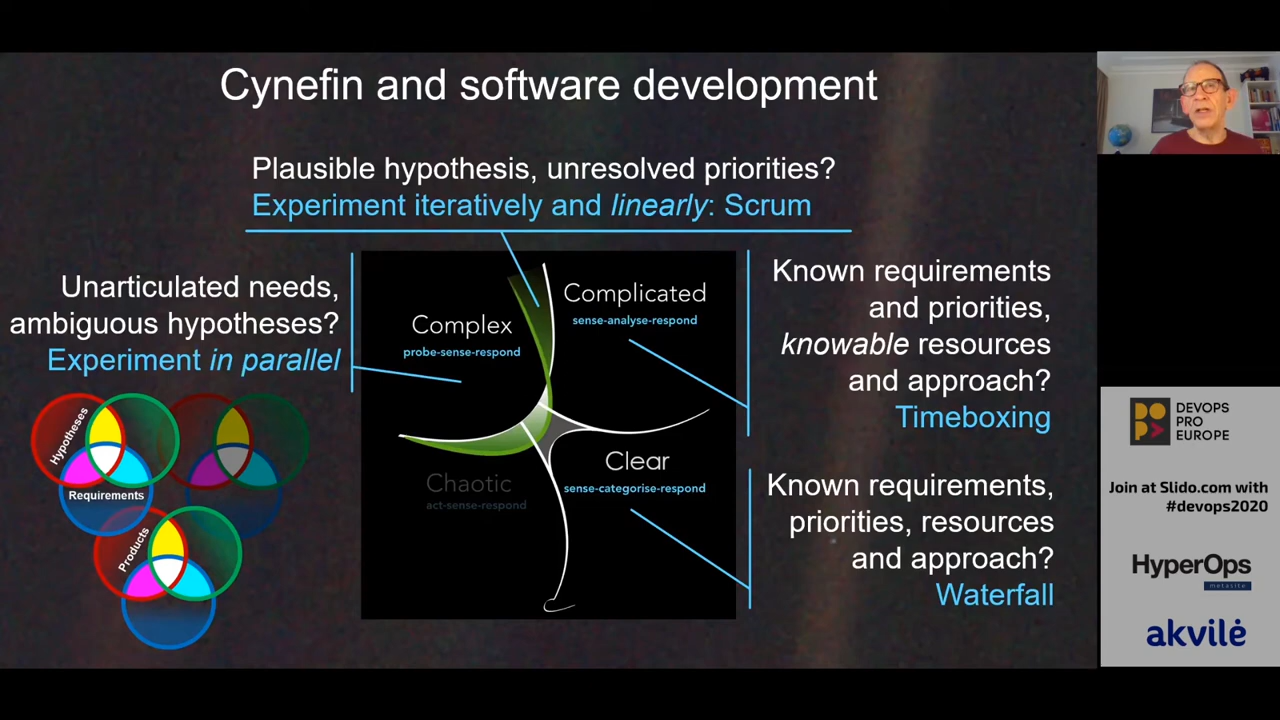 Cynefin and software development
Plausible hypothesis, unresolved priorities?
Experiment iteratively and linearly: Scrum
Unarticulated needs,
ambiguous hypotheses?
Experiment in parallel
Hypotheses
Requirements
Products
Complex
probe-sense-respond
Complicated
sense-analyse-respond
Chaotic
act-sense-respond
Clear
sense-categorise-respond
Known requirements
and priorities,
knowable resources
and approach?
Timeboxing
Known requirements,
priorities, resources
and approach?
Waterfall
DEVOPS
PRO
EUROPE
Join at Slido.com with
#devops2020
HyperOps
metasite
akvilė